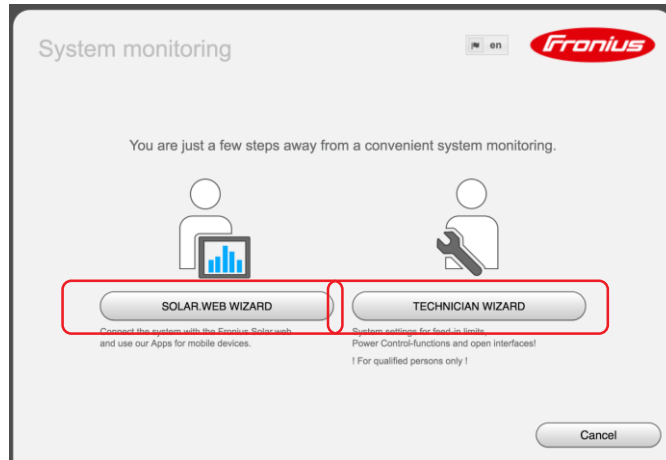 System monitoring
en
Fronius
You are just a few steps away from a convenient system monitoring.
SOLAR.WEB WIZARD
Connect the system with the Fronius Solar.web
and use our Apps for mobile devices.
TECHNICIAN WIZARD
System settings for feed-in limits,
Power Control-functions and open interfaces!
! For qualified persons only !
Cancel